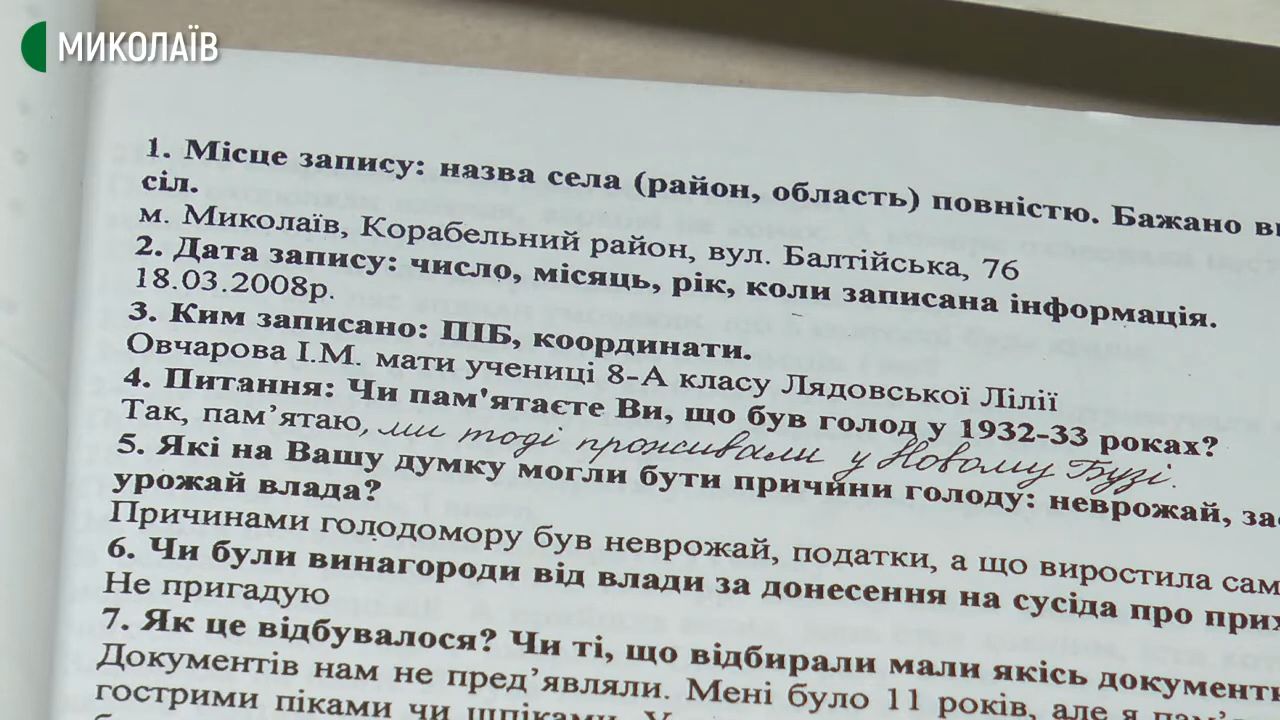 МИКОЛАЇВ
1. Місце запису: назва села (район, область) повністю. Бажано
сіл.
м. Миколаїв, Корабельний район, вул. Балтійська, 76
2. Дата запису: число, місяць, рік, коли записана інформація.
18.03.2008р.
3. Ким записано: ПІБ, координати.
Овчарова І.М. мати учениці 8-А класу Лядовської Лілії
4. Питання: Чи пам'ятаєте Ви, що був голод у 1932-33 роках?
Так, пам’ятаю, ми тоді проживали у Новому Бузі.
5. Які на Вашу думку могли бути причини голоду: неврожай,
урожай влада?
Причинами голодомору був неврожай, податки, а що виростила
6. Чи були винагороди від влади за донесення на сусіда про
Не пригадую
7. Як це відбувалося? Чи ті, що відбирали мали якісь
Документів нам не пред’являли. Мені було 11 років, але я
гострими піками чи шпіками.